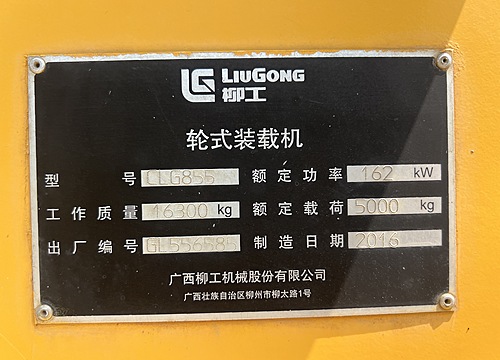 LIUGONG
柳工
轮式装载机
型 号 CLG855 额定功率 162 kW
工作质量 16300 kg 额定载荷 5000 kg
出厂编号 制造日期 2016
广西柳工机械股份有限公司
广西壮族自治区柳州市柳太路1号